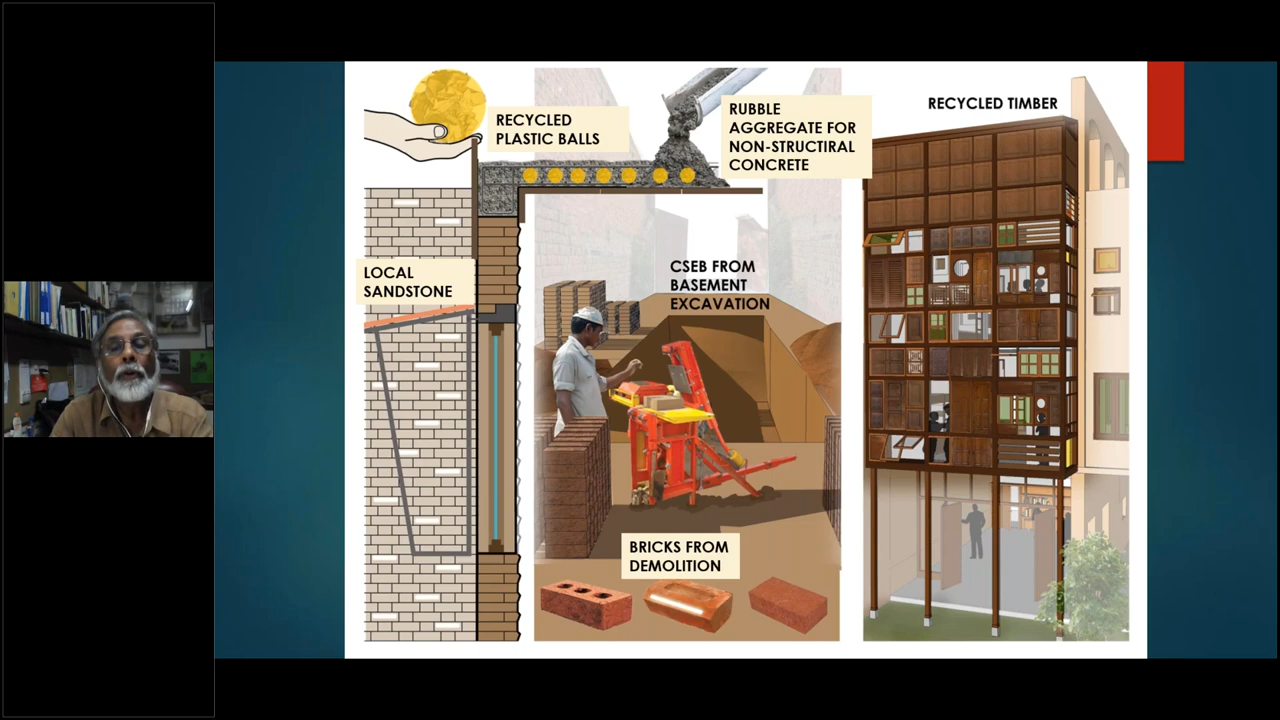 RECYCLED
PLASTIC BALLS
RUBBLE
AGGREGATE FOR
NON-STRUCTIRAL
CONCRETE
RECYCLED TIMBER
LOCAL
SANDSTONE
CSEB FROM
BASEMENT
EXCAVATION
BRICKS FROM
DEMOLITION